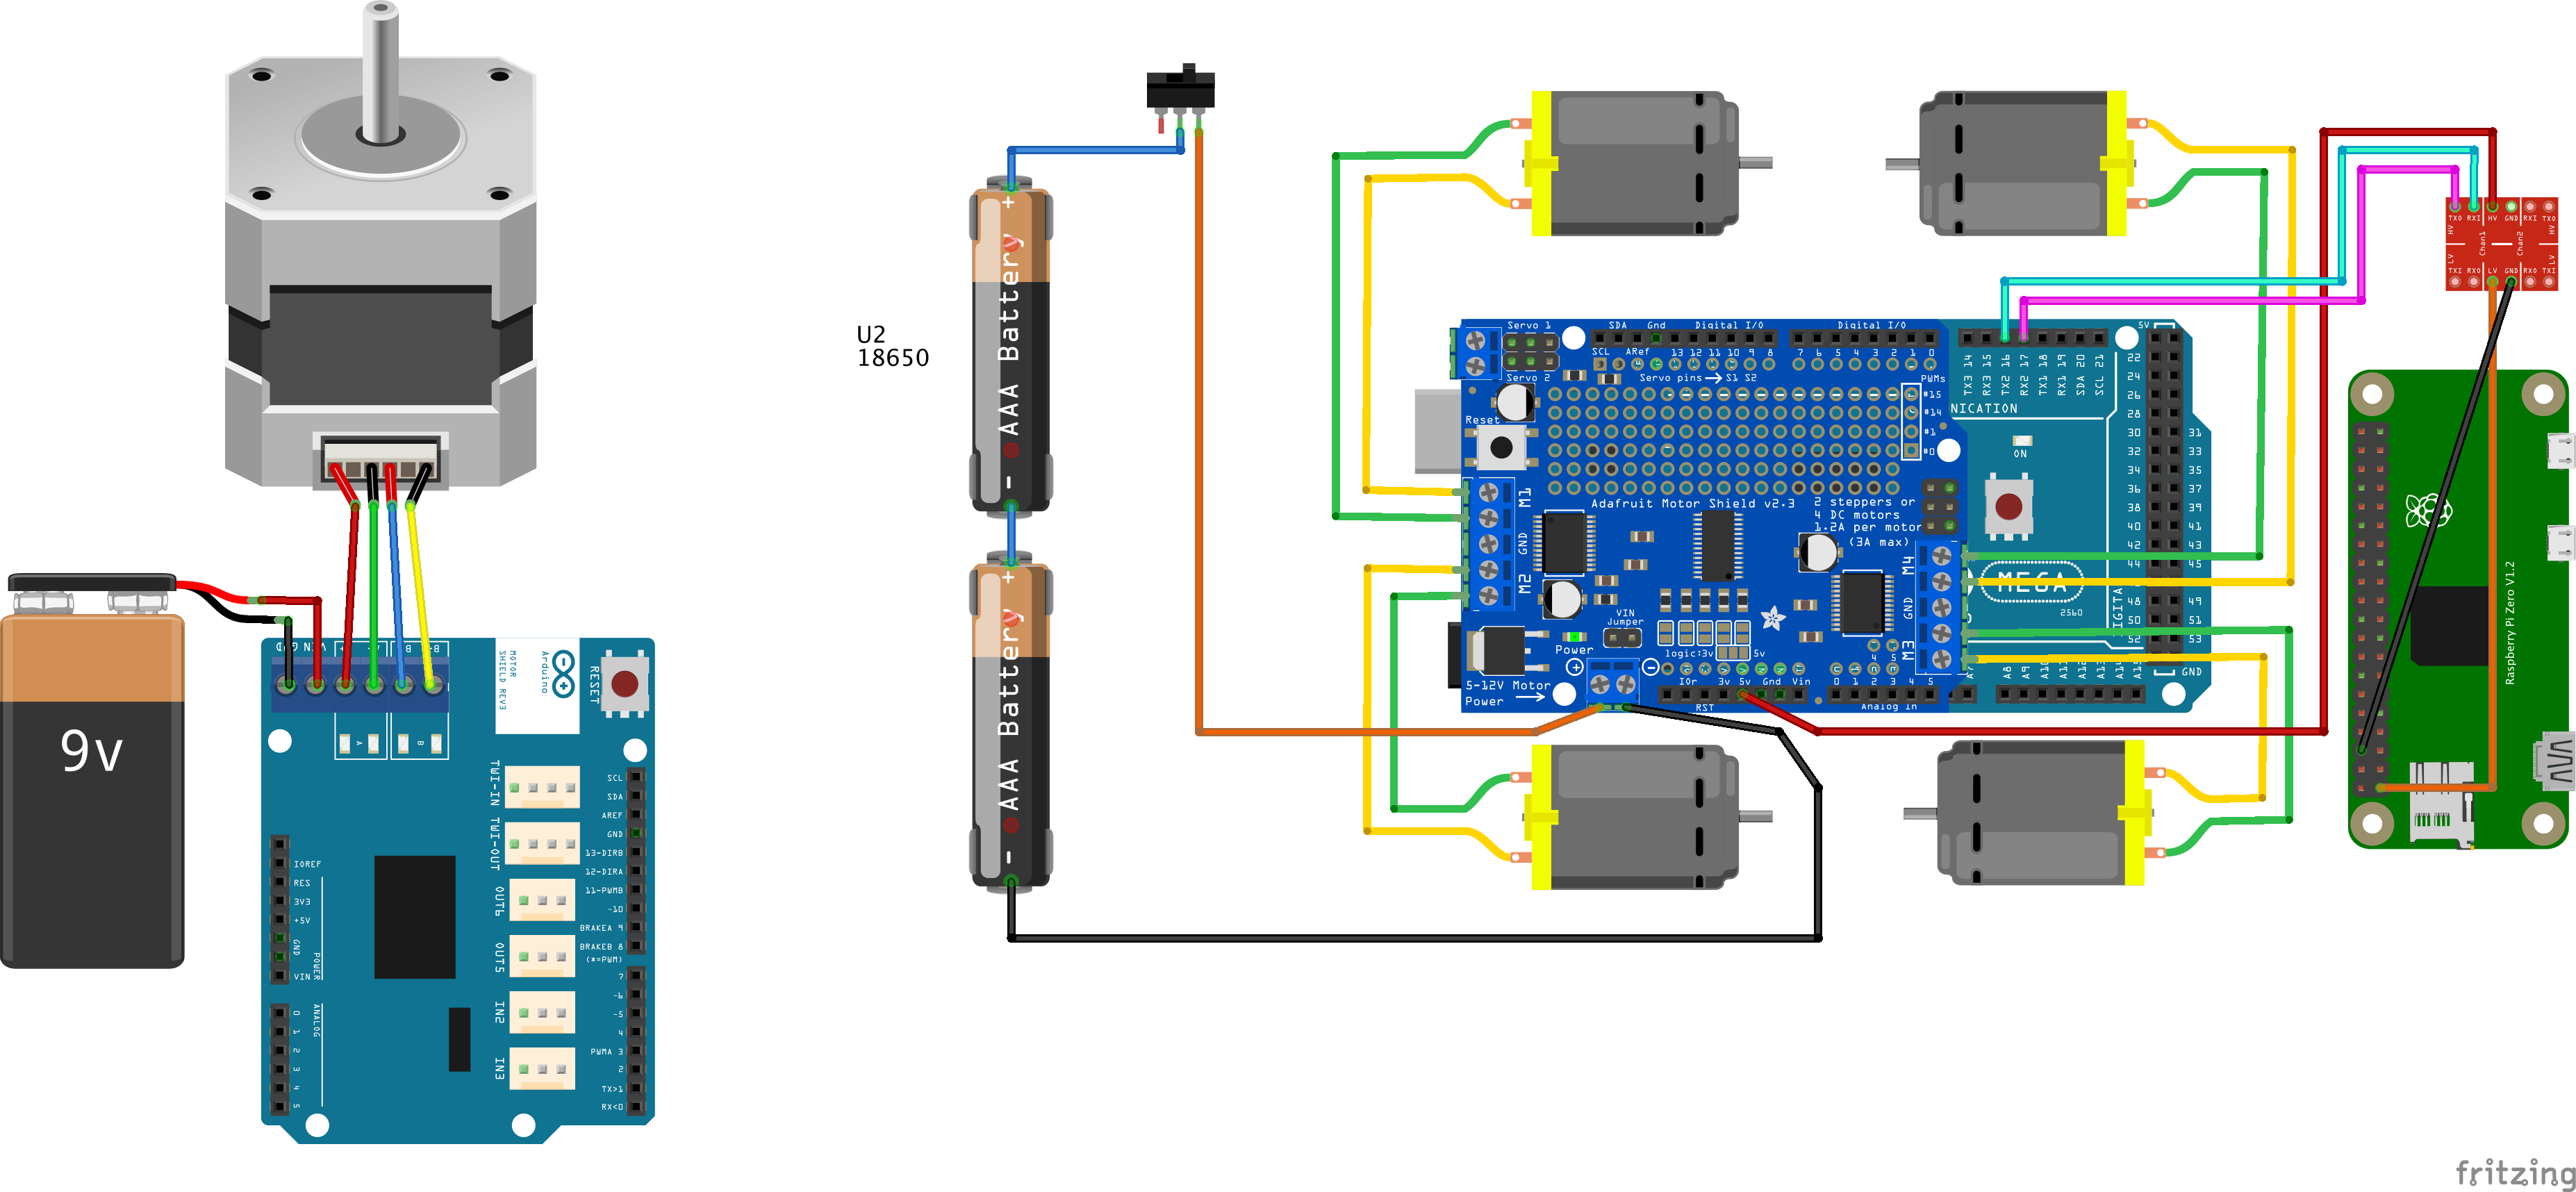 U2
18650
+
AAA Battery
-
+
AAA Battery
-
9v
GND
VIN
A
B
MOTOR
SHIELD REV3
Arduino
RESET
TWI-IN
TWI-OUT
OUT6
OUT5
IN2
IN3
SCL
SDA
AREF
GND
13-DIRB
12-DIRA
11-PWMB
-10
BRAKEA 9
BRAKEB 8
(*=PWM)
7
-6
-5
4
PWMA 3
2
TX>1
RX<0
IOREF
RES
3V3
+5V
GND
VIN
POWER
ANALOG
0
1
2
3
4
5
Servo 1
SDA
Gnd
Digital I/O
Digital I/O
SCL
ARef
13 12 11 10 9 8
7 6 5 4 3 2 1 0
Servo 2
Servo pins
S1 S2
PWMs
#15
#14
#1
#0
Reset
Adafruit Motor Shield v2.3
2 steppers or
4 DC motors
1.2A per motor
(3A max)
M1
GND
M2
M4
GND
M3
VIN
Jumper
Power
+
-
logic:3v
5v
4 5
5-12V Motor
Power
IOr
RST
3v
5v
Gnd
Vin
0 1 2 3 4 5
Analog In
NICATION
TX3 14
RX3 15
TX2 16
RX2 17
TX1 18
RX1 19
SDA 20
SCL 21
5V
22
24
26
28
30
31
32
33
34
35
36
37
38
39
40
41
42
43
44
45
48
49
50
51
52
53
GND
ON
MEGA
2560
DIGITA
A8
A9
A11
A12
A13
A14
TXO
RXI
HV
GND
RXI
TXO
HV
Chan1
Chan2
HV
LV
LV
TXI
RXO
LV
GND
RXO
TXI
Raspberry Pi Zero V1.2
fritzing